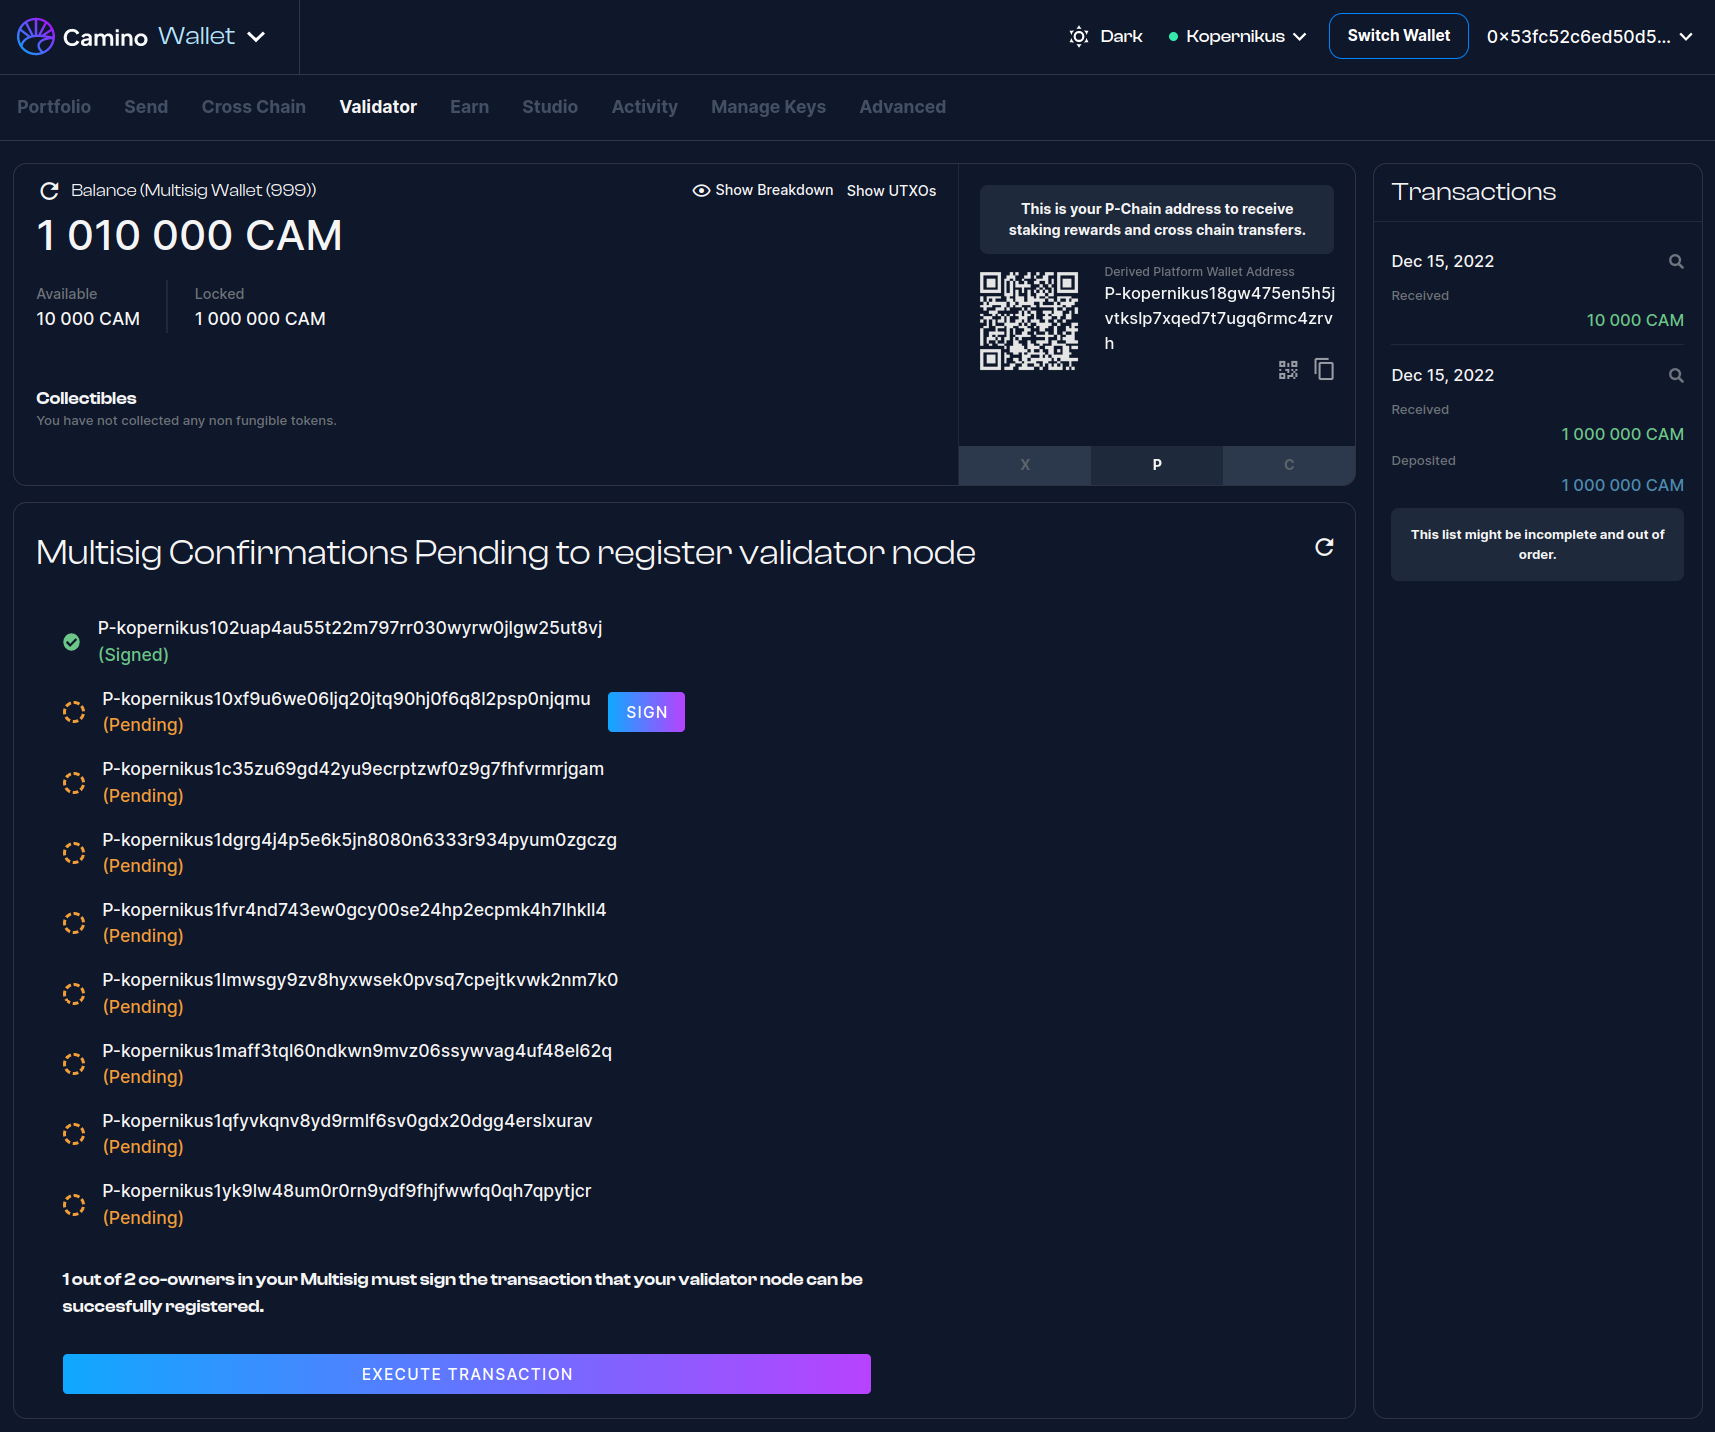 Camino Wallet
Dark
Kopernikus
Switch Wallet
0x53fc52c6ed50d5...
Portfolio
Send
Cross Chain
Validator
Earn
Studio
Activity
Manage Keys
Advanced
Balance (Multisig Wallet (999))
Show Breakdown
Show UTXOs
1 010 000 CAM
Available
10 000 CAM
Locked
1 000 000 CAM
Collectibles
You have not collected any non fungible tokens.
This is your P-Chain address to receive
staking rewards and cross chain transfers.
Derived Platform Wallet Address
P-kopernikus18gw475en5h5j
vtkslp7xqed7t7ugq6rmc4zrv
h
X
P
C
Transactions
Dec 15, 2022
Received
10 000 CAM
Dec 15, 2022
Received
1 000 000 CAM
Deposited
1 000 000 CAM
This list might be incomplete and out of
order.
Multisig Confirmations Pending to register validator node
P-kopernikus102uap4au55t22m797rr030wyrw0jlgw25ut8vj
(Signed)
P-kopernikus10xf9u6we06ljq20jtq90hj0f6q8l2psp0njqmu
(Pending)
SIGN
P-kopernikus1c35zu69gd42yu9ecrptzwf0z9g7fhfvrmrjgam
(Pending)
P-kopernikus1dgrg4j4p5e6k5jn8080n6333r934pyum0zgczg
(Pending)
P-kopernikus1fvr4nd743ew0gcy00se24hp2ecpmk4h7lhkll4
(Pending)
P-kopernikus1lmwsgy9zv8hyxwsek0pvsq7cpejtkvwk2nm7k0
(Pending)
P-kopernikus1maff3tql60ndkwn9mvz06ssywvag4uf48el62q
(Pending)
P-kopernikus1qfyvkqnv8yd9rmlf6sv0gdx20dgg4erslxurav
(Pending)
P-kopernikus1yk9lw48um0r0rn9ydf9fhjfwwfq0qh7qpytjcr
(Pending)
1 out of 2 co-owners in your Multisig must sign the transaction that your validator node can be
succesfully registered.
EXECUTE TRANSACTION